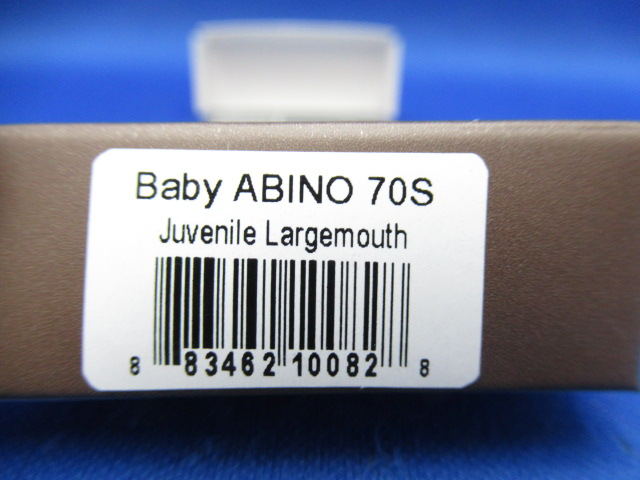 Baby ABINO 70S
Juvenile Largemouth
8 83462 10082 8